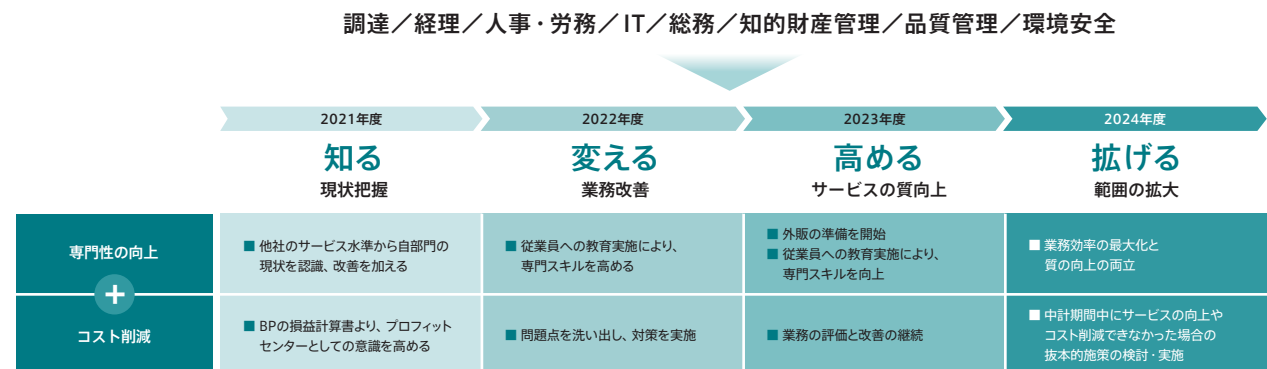 調達／経理／人事・労務／IT／総務／知的財産管理／品質管理／環境安全
2021年度
2022年度
2023年度
2024年度
知る
変える
高める
拡げる
現状把握
業務改善
サービスの質向上
範囲の拡大
専門性の向上
■ 他社のサービス水準から自部門の
現状を認識、改善を加える
■ 従業員への教育実施により、
専門スキルを高める
■ 外販の準備を開始
■ 従業員への教育実施により、
専門スキルを向上
■ 業務効率の最大化と
質の向上の両立
+
コスト削減
■ BPの損益計算書より、プロフィット
センターとしての意識を高める
■ 問題点を洗い出し、対策を実施
■ 業務の評価と改善の継続
■ 中計期間中にサービスの向上や
コスト削減できなかった場合の
抜本的施策の検討・実施